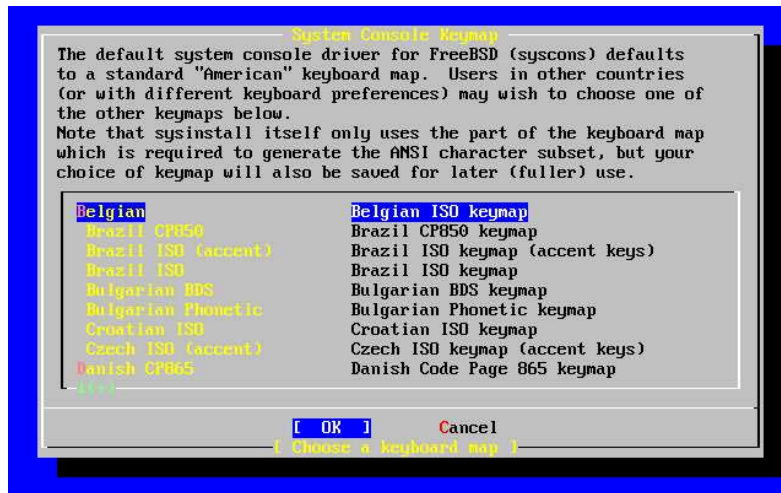 System Console Keymap
The default system console driver for FreeBSD (syscons) defaults
to a standard "American" keyboard map.  Users in other countries
(or with different keyboard preferences) may wish to choose one of
the other keymaps below.
Note that sysinstall itself only uses the part of the keyboard map
which is required to generate the ANSI character subset, but your
choice of keymap will also be saved for later (fuller) use.
Belgian Belgian ISO keymap
Brazil CP850 Brazil CP850 keymap
Brazil ISO (accent) Brazil ISO keymap (accent keys)
Brazil ISO Brazil ISO keymap
Bulgarian BDS Bulgarian BDS keymap
Bulgarian Phonetic Bulgarian Phonetic keymap
Croatian ISO Croatian ISO keymap
Czech ISO (accent) Czech ISO keymap (accent keys)
Danish CP865 Danish Code Page 865 keymap
[ OK ] Cancel
[ Choose a keyboard map ]